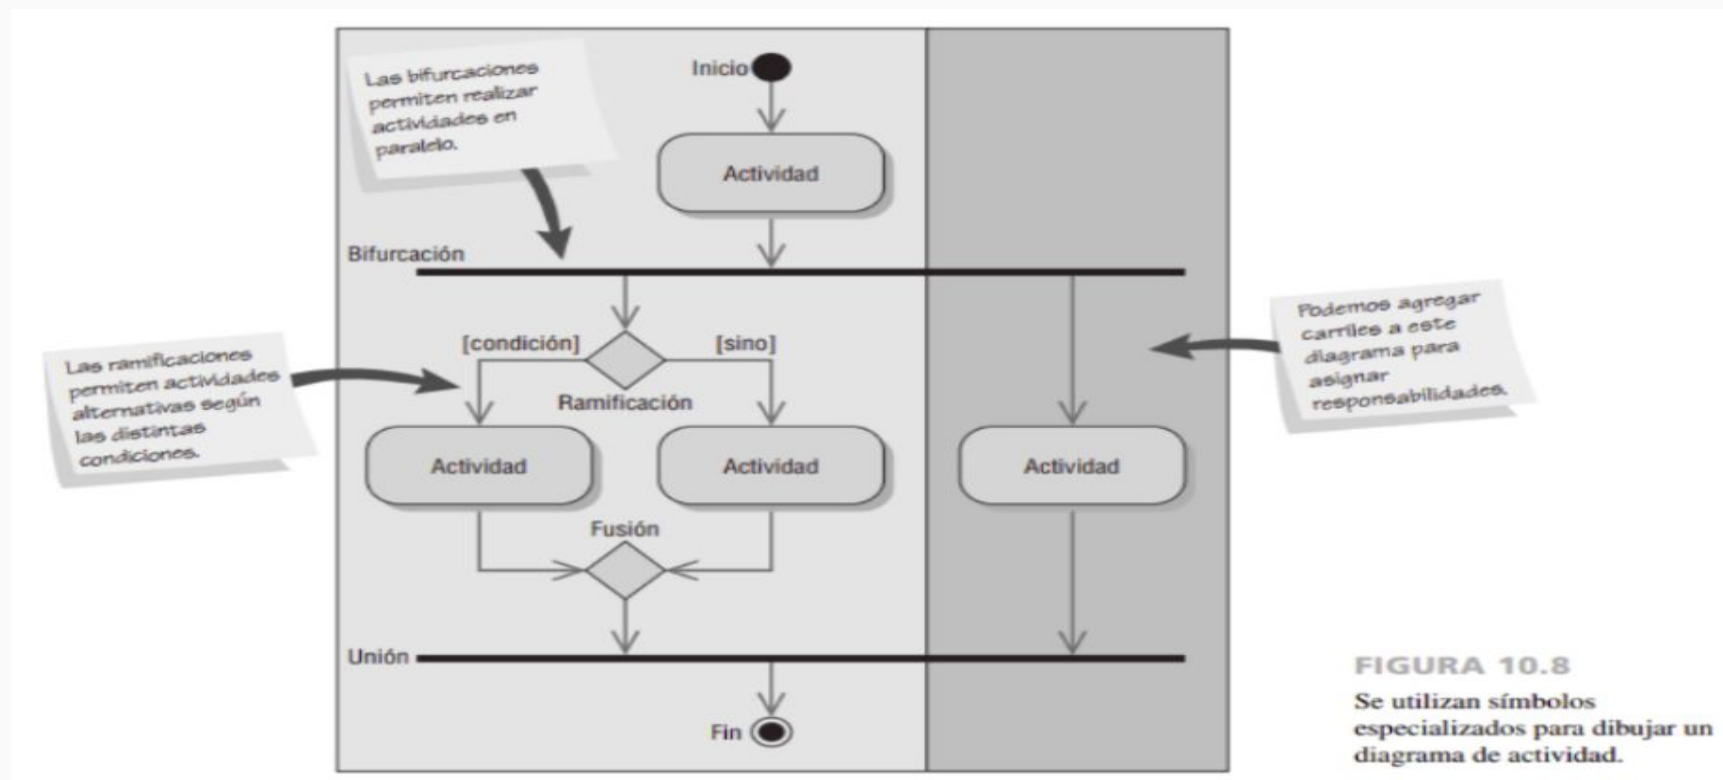 Las bifurcaciones
permiten realizar
actividades en
paralelo.
Inicio
Actividad
Bifurcación
[condición]
[sino]
Ramificación
Las ramificaciones
permiten actividades
alternativas según
las distintas
condiciones.
Podemos agregar
carriles a este
diagrama para
asignar
responsabilidades.
Actividad
Actividad
Actividad
Fusión
Unión
Fin
FIGURA 10.8
Se utilizan símbolos
especializados para dibujar un
diagrama de actividad.